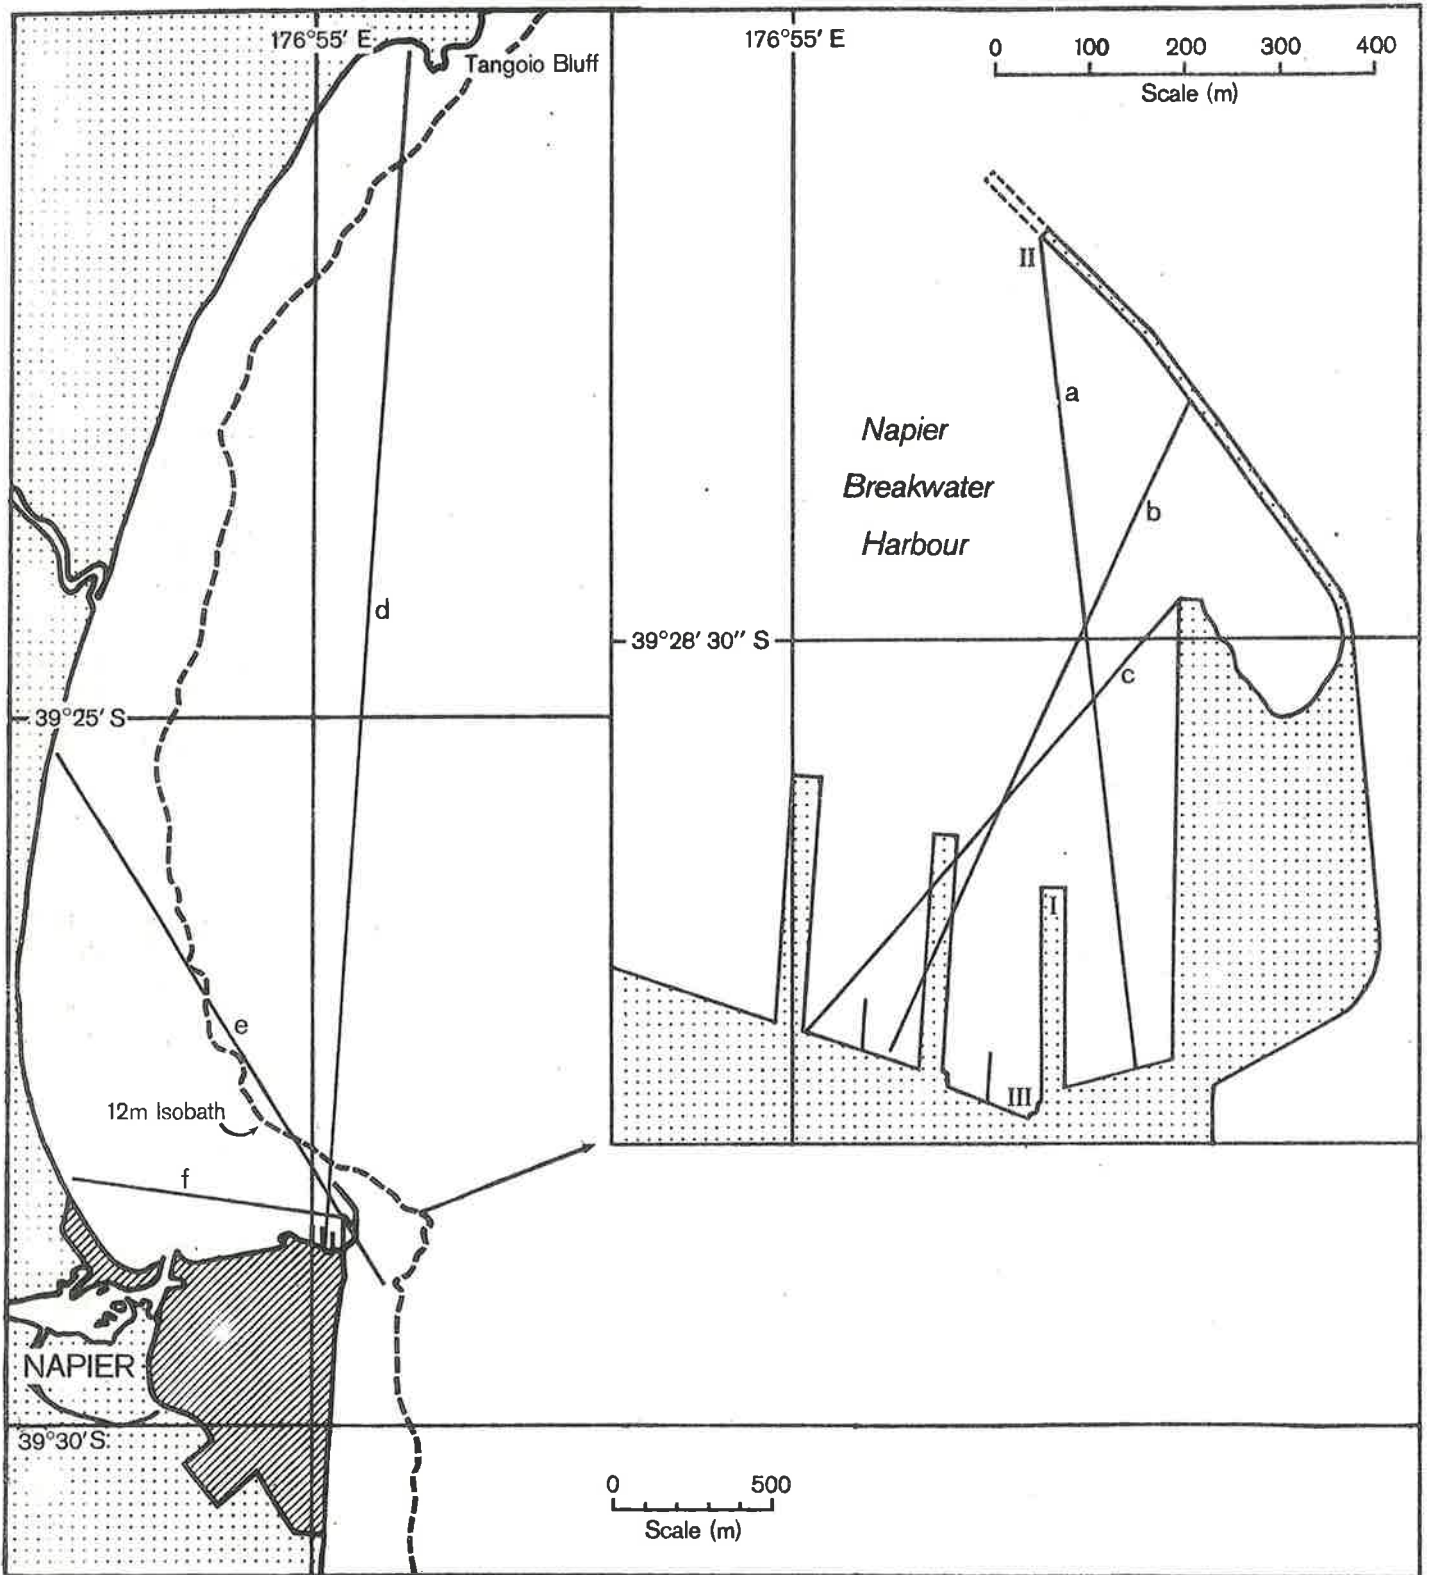 176°55′ E
Tangoio Bluff
176°55′ E
0 100 200 300 400
Scale (m)
II
a
Napier
Breakwater
Harbour
b
d
39°28′ 30″ S
c
39°25′ S
I
e
12m Isobath
III
f
NAPIER
39°30′ S
0 500
Scale (m)